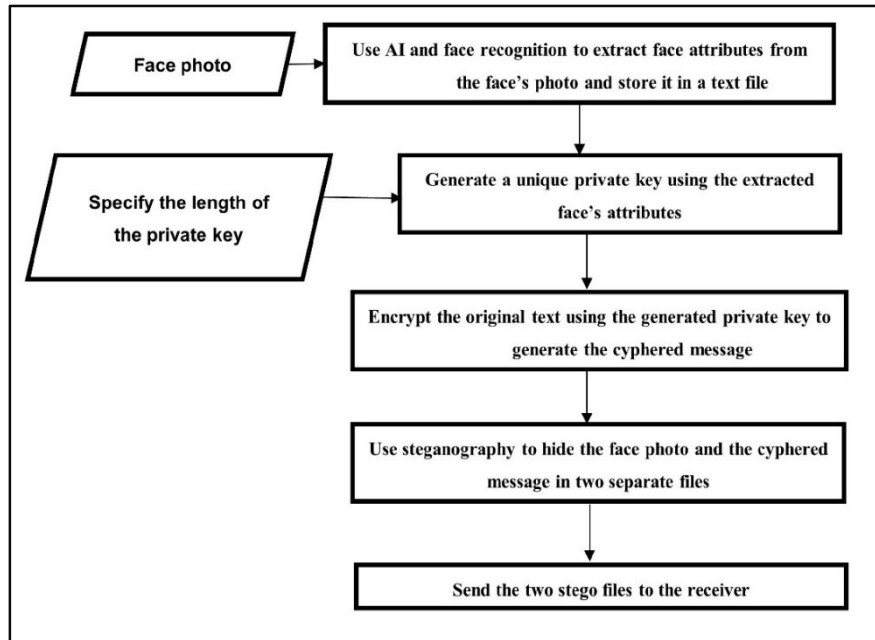 Face photo
Use AI and face recognition to extract face attributes from
the face's photo and store it in a text file
Specify the length of
the private key
Generate a unique private key using the extracted
face's attributes
Encrypt the original text using the generated private key to
generate the cyphered message
Use steganography to hide the face photo and the cyphered
message in two separate files
Send the two stego files to the receiver